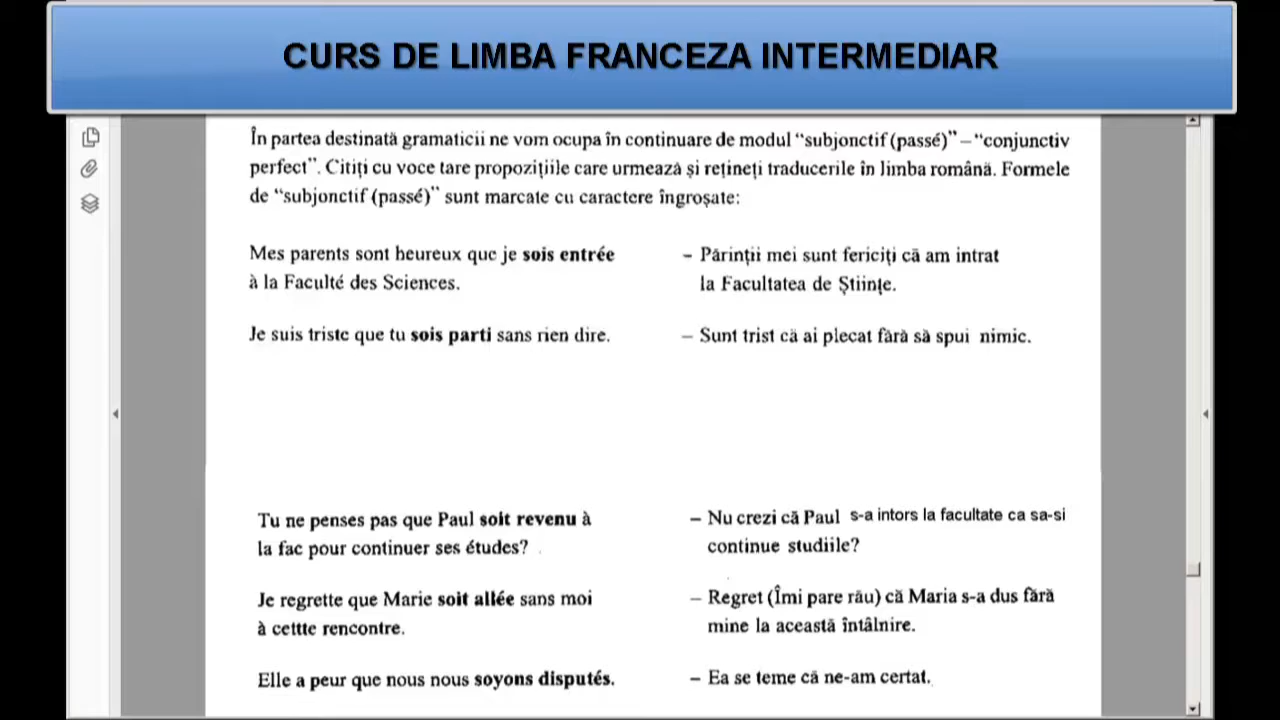 CURS DE LIMBA FRANCEZA INTERMEDIAR
În partea destinată gramaticii ne vom ocupa în continuare de modul “subjonctif (passé)” – “conjunctiv
perfect”. Citiți cu voce tare propozițiile care urmează și rețineți traducerile în limba română. Formele
de “subjonctif (passé)” sunt marcate cu caractere îngroșate:
Mes parents sont heureux que je sois entrée
à la Faculté des Sciences.
– Părinții mei sunt fericiți că am intrat
la Facultatea de Științe.
Je suis triste que tu sois parti sans rien dire.
– Sunt trist că ai plecat fără să spui nimic.
Tu ne penses pas que Paul soit revenu à
la fac pour continuer ses études?
– Nu crezi că Paul s-a intors la facultate ca sa-si
continue studiile?
Je regrette que Marie soit allée sans moi
à cettte rencontre.
– Regret (Îmi pare rău) că Maria s-a dus fără
mine la această întâlnire.
Elle a peur que nous nous soyons disputés.
– Ea se teme că ne-am certat.